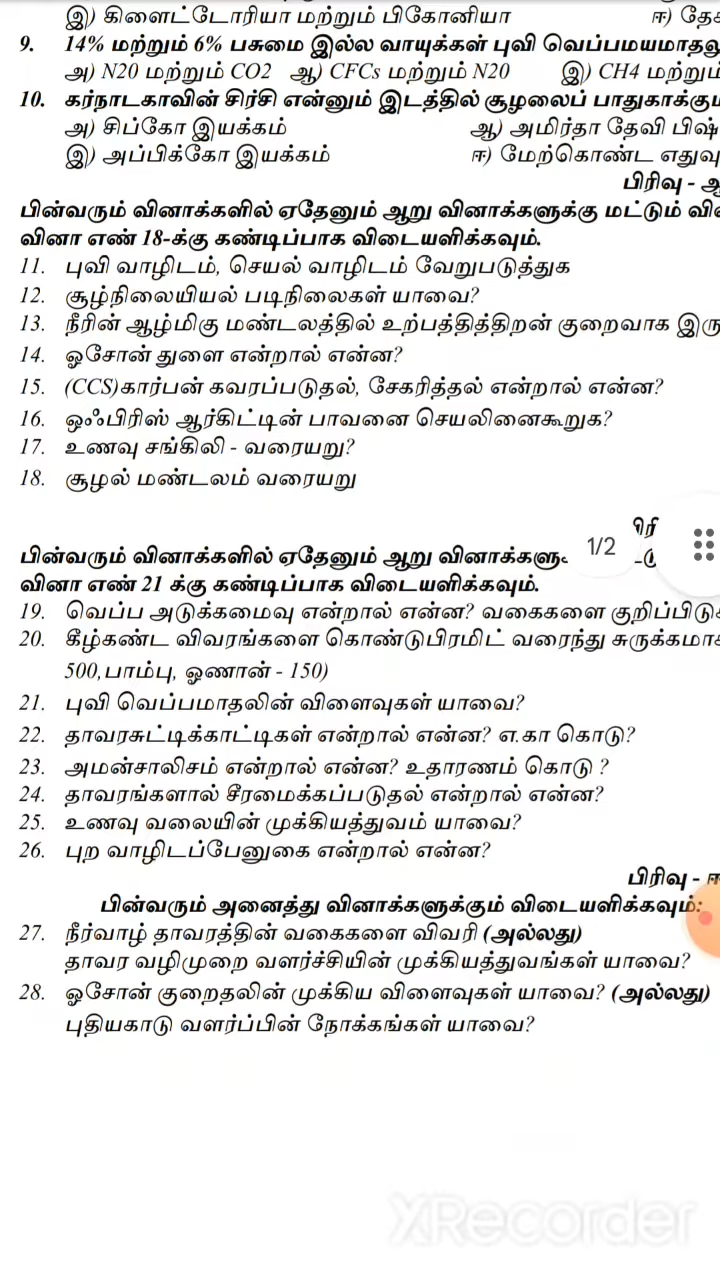 இ) கிளைட்டோரியா மற்றும் பிகோனியா ஈ) தே
9. 14% மற்றும் 6% பசுமை இல்ல வாயுக்கள் புவி வெப்பமயமாதலு
அ) N20 மற்றும் CO2 ஆ) CFCs மற்றும் N20 இ) CH4 மற்றும்
10. கர்நாடகாவின் சிர்சி என்னும் இடத்தில் சூழலைப் பாதுகாக்கும்
அ) சிப்கோ இயக்கம் ஆ) அமிர்தா தேவி பிஷ்
இ) அப்பிக்கோ இயக்கம் ஈ) மேற்கொண்ட எதுவு
பிரிவு - ஆ
பின்வரும் வினாக்களில் ஏதேனும் ஆறு வினாக்களுக்கு மட்டும்
வினா எண் 18-க்கு கண்டிப்பாக விடையளிக்கவும்.
11. புவி வாழிடம், செயல் வாழிடம் வேறுபடுத்துக
12. சூழ்நிலையியல் படிநிலைகள் யாவை?
13. நீரின் ஆழ்மிகு மண்டலத்தில் உற்பத்தித்திறன் குறைவாக இரு
14. ஓசோன் துளை என்றால் என்ன?
15. (CCS)கார்பன் கவரப்படுதல், சேகரித்தல் என்றால் என்ன?
16. ஒஃபிரிஸ் ஆர்கிட்டின் பாவனை செயலினைகூறுக?
17. உணவு சங்கிலி - வரையறு?
18. சூழல் மண்டலம் வரையறு
பின்வரும் வினாக்களில் ஏதேனும் ஆறு வினாக்களு 1/2
வினா எண் 21 க்கு கண்டிப்பாக விடையளிக்கவும்.
19. வெப்ப அடுக்கமைவு என்றால் என்ன? வகைகளை குறிப்பிடு
20. கீழ்கண்ட விவரங்களை கொண்டுபிரமிட் வரைந்து சுருக்கமாக
500,பாம்பு, ஓணான் - 150)
21. புவி வெப்பமாதலின் விளைவுகள் யாவை?
22. தாவரசுட்டிக்காட்டிகள் என்றால் என்ன? எ.கா கொடு?
23. அமன்சாலிசம் என்றால் என்ன? உதாரணம் கொடு ?
24. தாவரங்களால் சீரமைக்கப்படுதல் என்றால் என்ன?
25. உணவு வலையின் முக்கியத்துவம் யாவை?
26. புற வாழிடப்பேனுகை என்றால் என்ன?
பிரிவு - ஈ
பின்வரும் அனைத்து வினாக்களுக்கும் விடையளிக்கவும்:
27. நீர்வாழ் தாவரத்தின் வகைகளை விவரி (அல்லது)
தாவர வழிமுறை வளர்ச்சியின் முக்கியத்துவங்கள் யாவை?
28. ஓசோன் குறைதலின் முக்கிய விளைவுகள் யாவை? (அல்லது)
புதியகாடு வளர்ப்பின் நோக்கங்கள் யாவை?
XRecorder